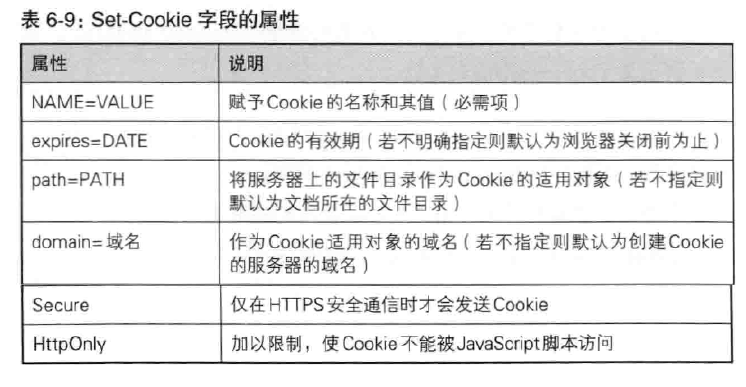 表 6-9：Set-Cookie 字段的属性
属性 说明
NAME=VALUE 赋予Cookie的名称和其值（必需项）
expires=DATE Cookie的有效期（若不明确指定则默认为浏览器关闭前为止）
path=PATH 将服务器上的文件目录作为Cookie的适用对象（若不指定则
默认为文档所在的文件目录）
domain=域名 作为Cookie适用对象的域名（若不指定则默认为创建Cookie
的服务器的域名）
Secure 仅在HTTPS安全通信时才会发送Cookie
HttpOnly 加以限制，使Cookie不能被JavaScript脚本访问